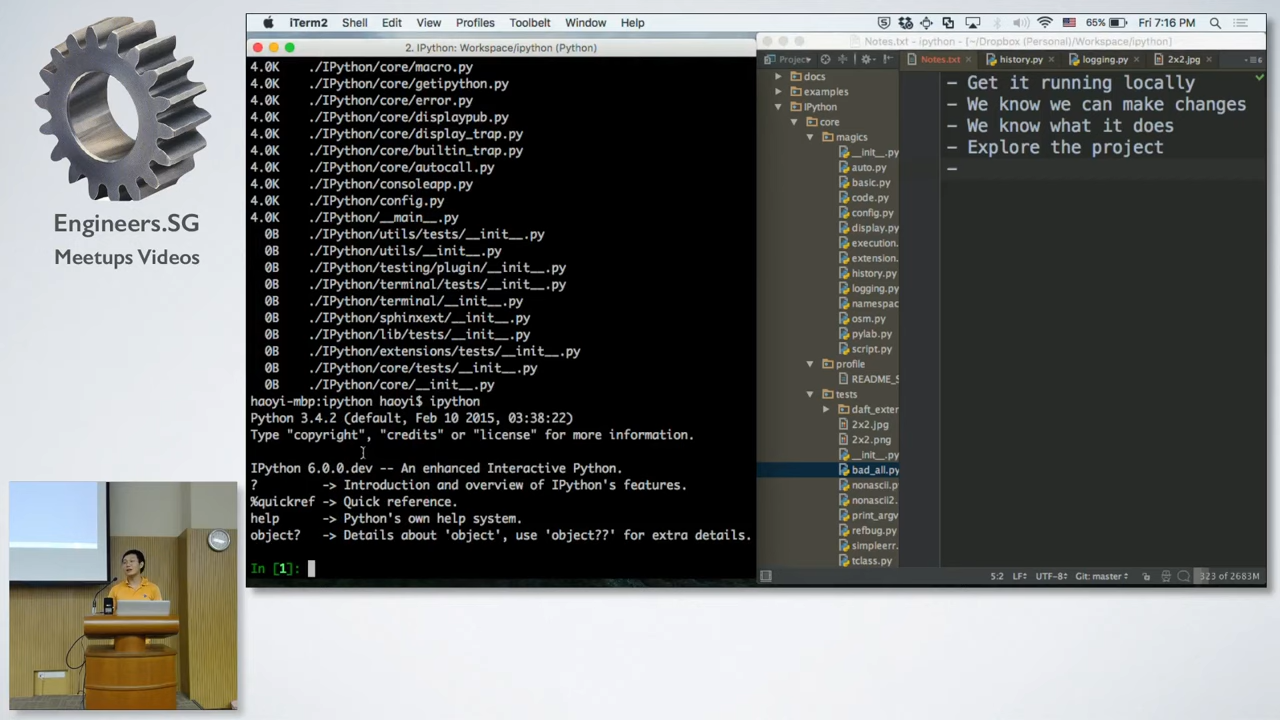 Engineers.SG
Meetups Videos
iTerm2 Shell Edit View Profiles Toolbelt Window Help
65% Fri 7:16 PM
2. IPython: Workspace/ipython (Python)
4.0K ./IPython/core/macro.py
4.0K ./IPython/core/getipython.py
4.0K ./IPython/core/error.py
4.0K ./IPython/core/displaypub.py
4.0K ./IPython/core/display_trap.py
4.0K ./IPython/core/builtin_trap.py
4.0K ./IPython/core/autocall.py
4.0K ./IPython/consoleapp.py
4.0K ./IPython/config.py
4.0K ./IPython/__main__.py
0B ./IPython/utils/tests/__init__.py
0B ./IPython/utils/__init__.py
0B ./IPython/testing/plugin/__init__.py
0B ./IPython/terminal/tests/__init__.py
0B ./IPython/terminal/__init__.py
0B ./IPython/sphinxext/__init__.py
0B ./IPython/lib/tests/__init__.py
0B ./IPython/extensions/tests/__init__.py
0B ./IPython/core/tests/__init__.py
0B ./IPython/core/__init__.py
haoyi-mbp:ipython haoyi$ ipython
Python 3.4.2 (default, Feb 10 2015, 03:38:22)
Type "copyright", "credits" or "license" for more information.
IPython 6.0.0.dev -- An enhanced Interactive Python.
? -> Introduction and overview of IPython's features.
%quickref -> Quick reference.
help -> Python's own help system.
object? -> Details about 'object', use 'object??' for extra details.
In [1]:
Notes.txt - ipython - [~/Dropbox (Personal)/Workspace/ipython]
Project Notes.txt history.py logging.py 2x2.jpg
docs
examples
IPython
core
magics
__init__.py
auto.py
basic.py
code.py
config.py
display.py
execution.
extension.
history.py
logging.py
namespac
osm.py
pylab.py
script.py
profile
README_S
tests
daft_exter
2x2.jpg
2x2.png
__init__.py
bad_all.py
nonascii.py
nonascii2.
print_argv
refbug.py
simpleerr.
tclass.py
- Get it running locally
- We know we can make changes
- We know what it does
- Explore the project
-
5:2 LF÷ UTF-8÷ Git: master÷ 323 of 2683M